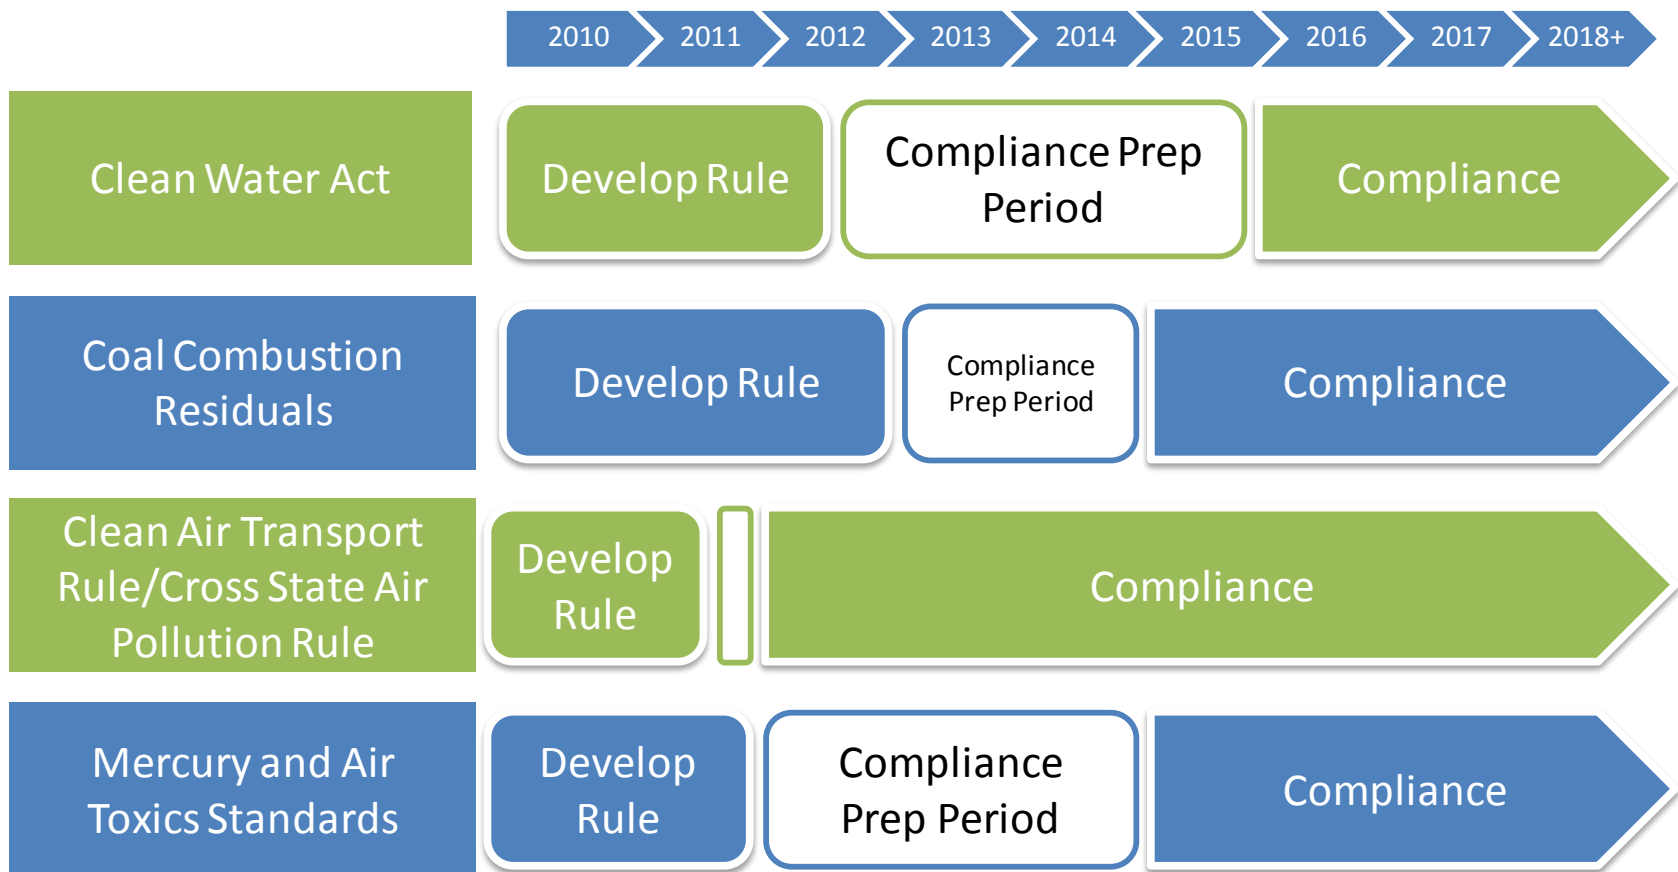 2010 2011 2012 2013 2014 2015 2016 2017 2018+
Clean Water Act
Develop Rule
Compliance Prep
Period
Compliance
Coal Combustion
Residuals
Develop Rule
Compliance
Prep Period
Compliance
Clean Air Transport
Rule/Cross State Air
Pollution Rule
Develop
Rule
Compliance
Mercury and Air
Toxics Standards
Develop
Rule
Compliance
Prep Period
Compliance